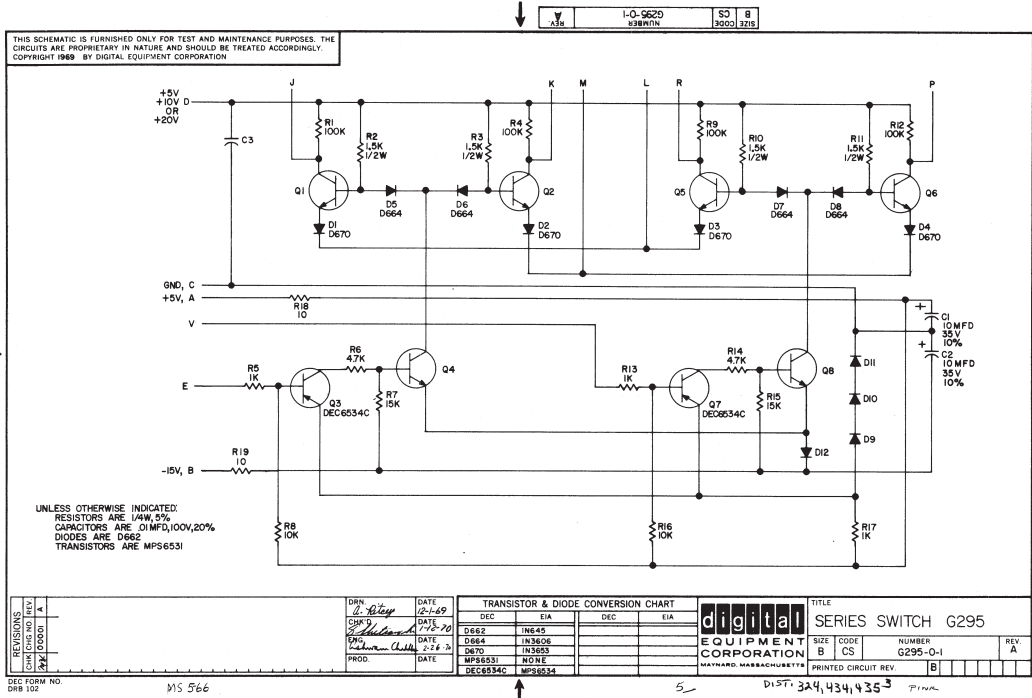 SIZE B CODE CS NUMBER G295-0-1 REV. A
THIS SCHEMATIC IS FURNISHED ONLY FOR TEST AND MAINTENANCE PURPOSES. THE
CIRCUITS ARE PROPRIETARY IN NATURE AND SHOULD BE TREATED ACCORDINGLY.
COPYRIGHT 1969 BY DIGITAL EQUIPMENT CORPORATION
J K M L R P
+5V
+10V D
OR
+20V
C3
R1
100K
R2
1.5K
1/2W
R3
1.5K
1/2W
R4
100K
R9
100K
R10
1.5K
1/2W
R11
1.5K
1/2W
R12
100K
Q1
D5
D664
D6
D664
Q2
Q5
D7
D664
D8
D664
Q6
D1
D670
D2
D670
D3
D670
D4
D670
GND, C
+5V, A
R18
10
V
C1
10MFD
35V
10%
C2
10MFD
35V
10%
R6
4.7K
Q4
R14
4.7K
Q8
D11
E
R5
1K
Q3
DEC6534C
R7
15K
R13
1K
Q7
DEC6534C
R15
15K
D10
D9
D12
R19
10
-15V, B
UNLESS OTHERWISE INDICATED:
RESISTORS ARE 1/4W, 5%
CAPACITORS ARE .01MFD, 100V, 20%
DIODES ARE D662
TRANSISTORS ARE MPS6531
R8
10K
R16
10K
R17
1K
REVISIONS
CHK CHG NO. REV.
00001 A
DRN. DATE
A. 12-1-69
CHK'D DATE
1-12-70
ENG. DATE
2-26-70
PROD. DATE
TRANSISTOR & DIODE CONVERSION CHART
DEC EIA DEC EIA
D662 IN645
D664 IN3606
D670 IN3653
MPS6531 NONE
DEC6534C MPS6534
digital
EQUIPMENT
CORPORATION
MAYNARD, MASSACHUSETTS
TITLE
SERIES SWITCH G295
SIZE CODE NUMBER REV.
B CS G295-0-1 A
PRINTED CIRCUIT REV. B
DEC FORM NO.
DRB 102
MS 566
5
DIST. 324,434,435 3 PINK